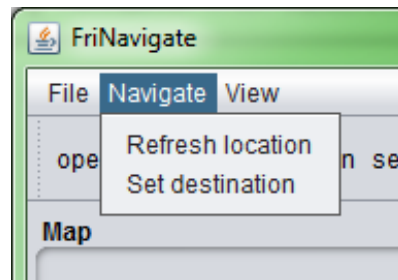 FriNavigate
File Navigate View
Refresh location
Set destination
Map